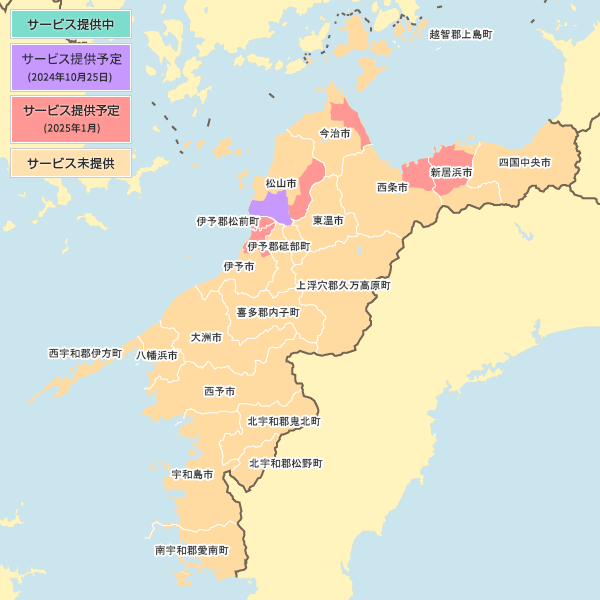 サービス提供中
サービス提供予定
(2024年10月25日)
サービス提供予定
(2025年1月)
サービス未提供
越智郡上島町
今治市
四国中央市
新居浜市
西条市
松山市
伊予郡松前町
東温市
伊予郡砥部町
伊予市
上浮穴郡久万高原町
喜多郡内子町
大洲市
西宇和郡伊方町
八幡浜市
西予市
北宇和郡鬼北町
北宇和郡松野町
宇和島市
南宇和郡愛南町